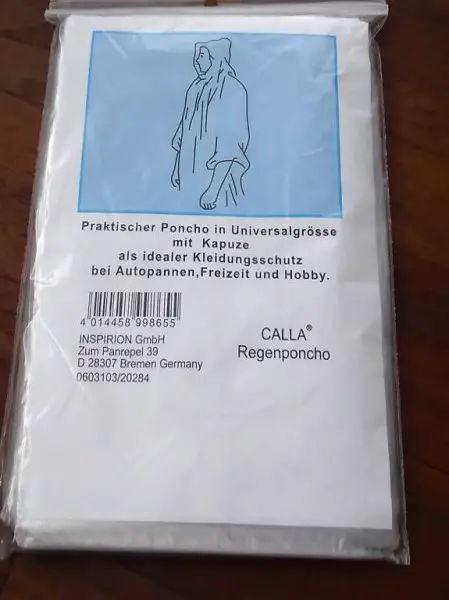 Praktischer Poncho in Universalgrösse
mit Kapuze
als idealer Kleidungsschutz
bei Autopannen,Freizeit und Hobby.
4 014458 998655
INSPIRION GmbH
Zum Panrepel 39
D 28307 Bremen Germany
0603103/20284
CALLA®
Regenponcho